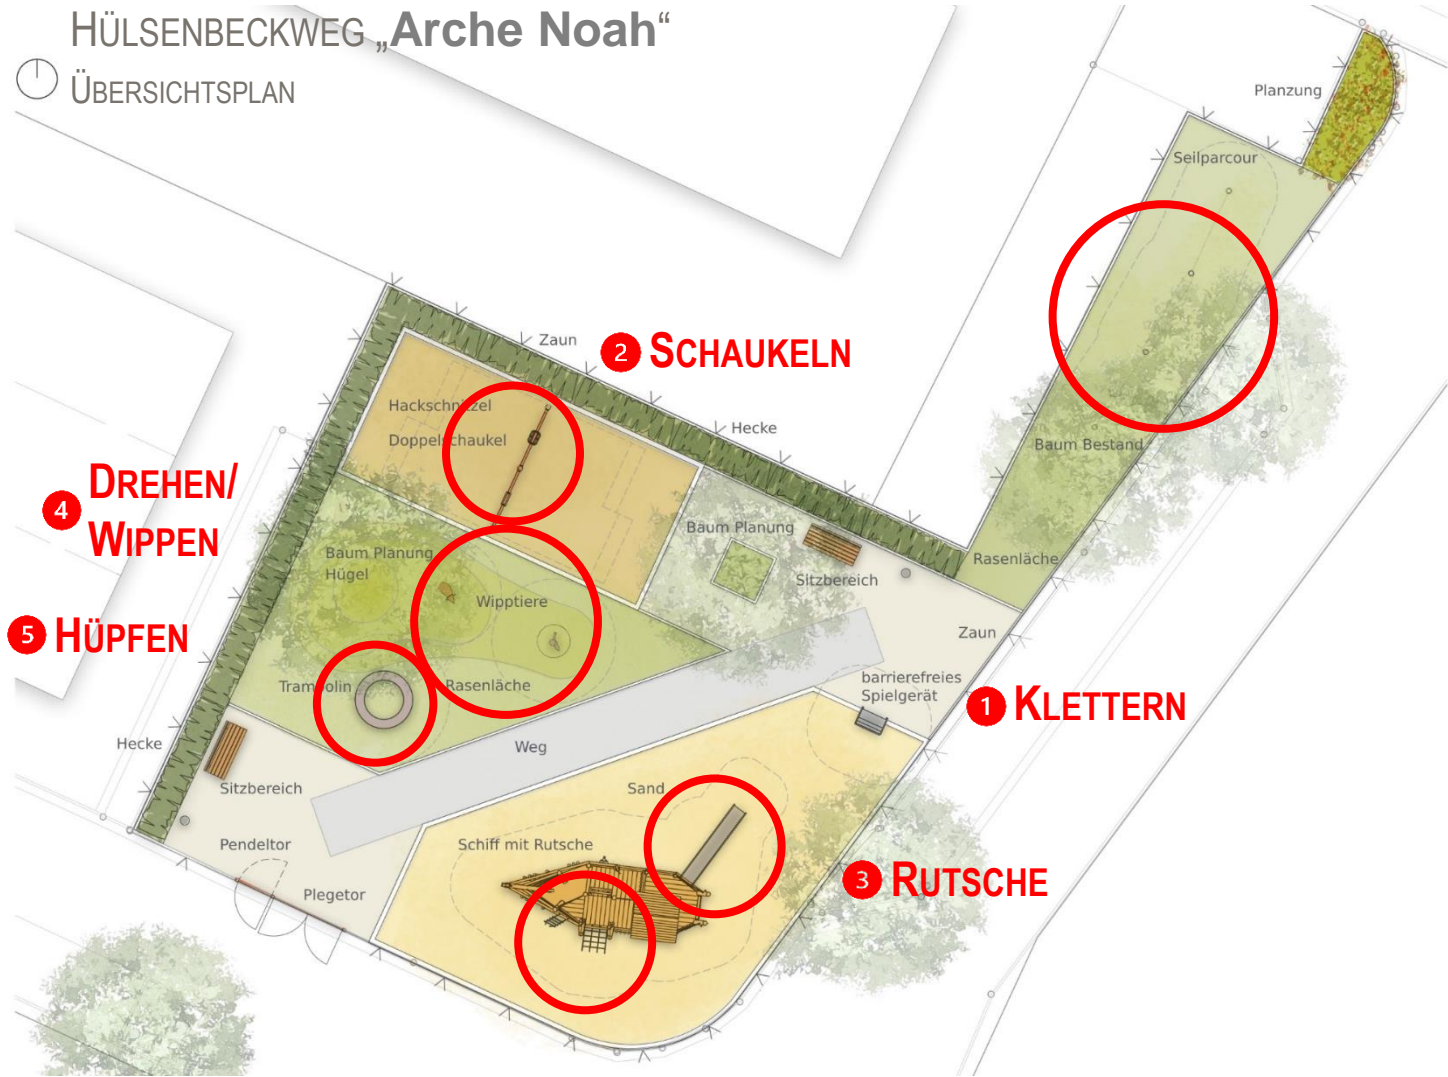 HÜLSENBECKWEG „Arche Noah“
ÜBERSICHTSPLAN
Planzung
Seilparcour
Zaun
2 SCHAUKELN
Hackschnitzel
Hecke
Doppelschaukel
Baum Bestand
4 DREHEN/
WIPPEN
Baum Planung
Baum Planung
Hügel
Rasenläche
Sitzbereich
Wipptiere
5 HÜPFEN
Zaun
barrierefreies
Spielgerät
Trampolin
Rasenläche
1 KLETTERN
Hecke
Weg
Sitzbereich
Sand
Pendeltor
Schiff mit Rutsche
3 RUTSCHE
Plegetor